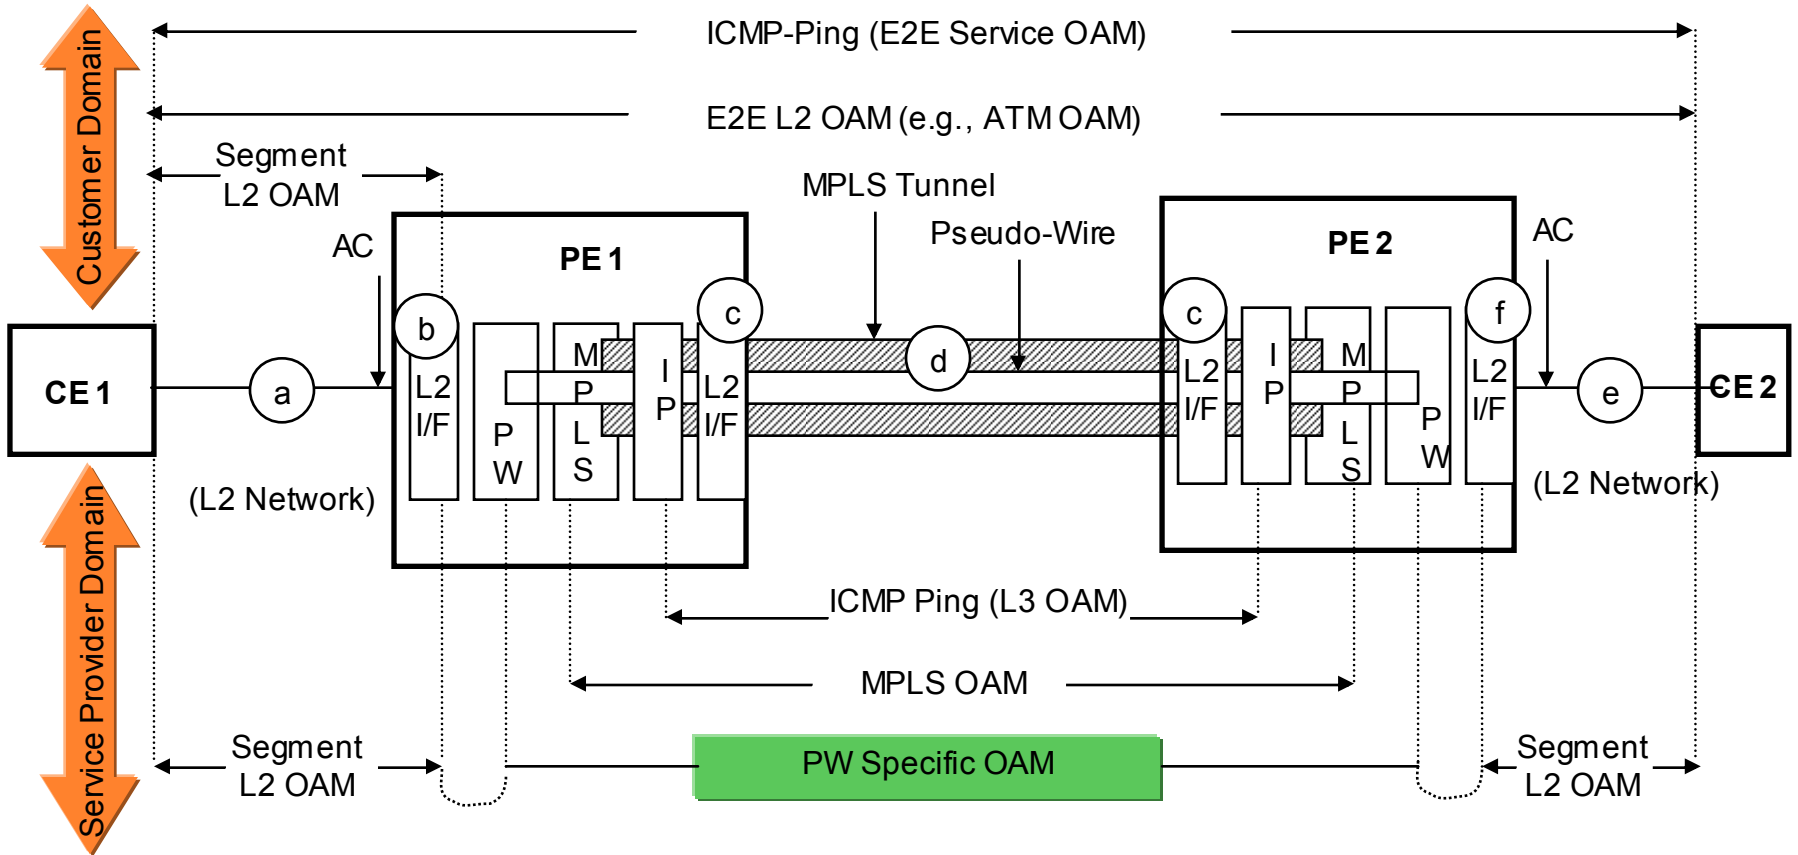 ICMP-Ping (E2E Service OAM)
Customer Domain
E2E L2 OAM (e.g., ATM OAM)
Segment
L2 OAM
MPLS Tunnel
Pseudo-Wire
AC
PE 1
PE 2
AC
b
c
c
f
a
d
e
CE 1
L2
I/F
P
W
M
P
L
S
I
P
L2
I/F
L2
I/F
I
P
M
P
L
S
P
W
L2
I/F
CE 2
(L2 Network)
(L2 Network)
Service Provider Domain
ICMP Ping (L3 OAM)
MPLS OAM
Segment
L2 OAM
PW Specific OAM
Segment
L2 OAM